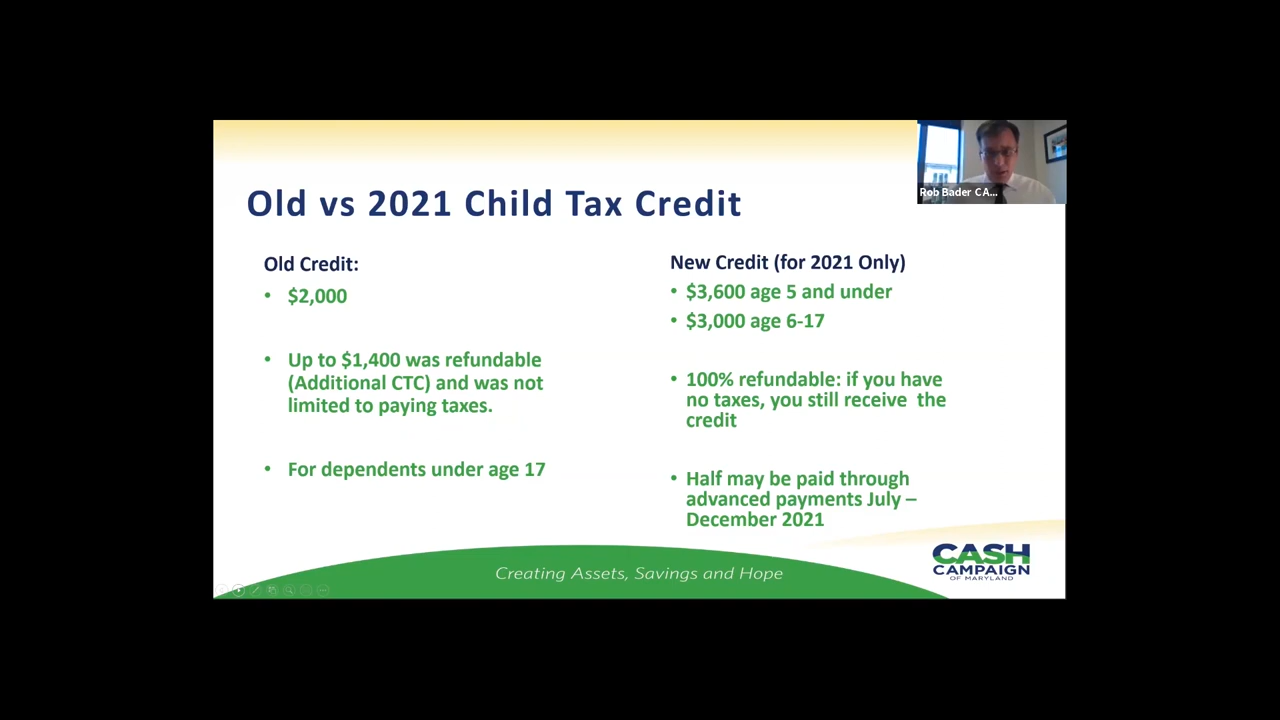 Rob Bader CA...
Old vs 2021 Child Tax Credit
Old Credit:
• $2,000
• Up to $1,400 was refundable
(Additional CTC) and was not
limited to paying taxes.
• For dependents under age 17
New Credit (for 2021 Only)
• $3,600 age 5 and under
• $3,000 age 6-17
• 100% refundable: if you have
no taxes, you still receive the
credit
• Half may be paid through
advanced payments July –
December 2021
Creating Assets, Savings and Hope
CASH
CAMPAIGN
OF MARYLAND